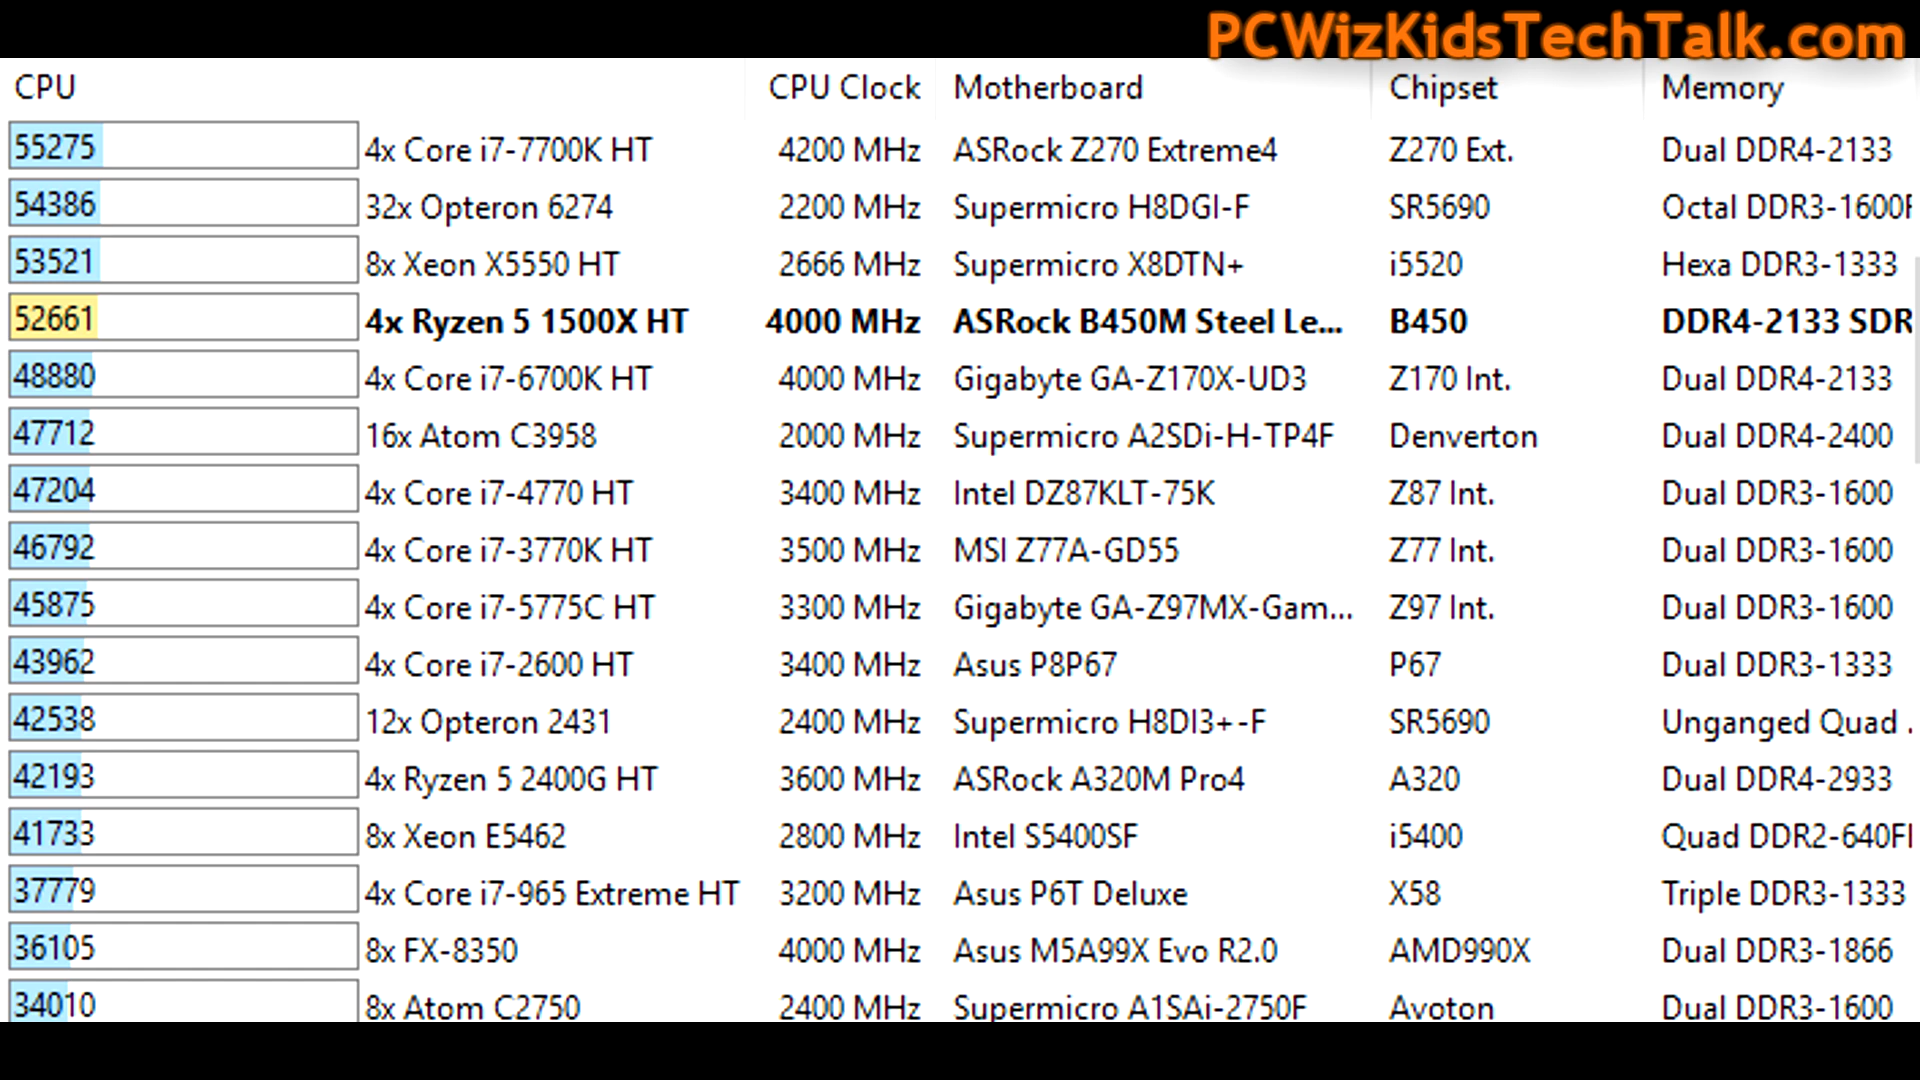 PCWizKidsTechTalk.com
CPU CPU Clock Motherboard Chipset Memory
55275 4x Core i7-7700K HT 4200 MHz ASRock Z270 Extreme4 Z270 Ext. Dual DDR4-2133
54386 32x Opteron 6274 2200 MHz Supermicro H8DGI-F SR5690 Octal DDR3-1600R
53521 8x Xeon X5550 HT 2666 MHz Supermicro X8DTN+ i5520 Hexa DDR3-1333
52661 4x Ryzen 5 1500X HT 4000 MHz ASRock B450M Steel Le... B450 DDR4-2133 SDR
48880 4x Core i7-6700K HT 4000 MHz Gigabyte GA-Z170X-UD3 Z170 Int. Dual DDR4-2133
47712 16x Atom C3958 2000 MHz Supermicro A2SDi-H-TP4F Denverton Dual DDR4-2400
47204 4x Core i7-4770 HT 3400 MHz Intel DZ87KLT-75K Z87 Int. Dual DDR3-1600
46792 4x Core i7-3770K HT 3500 MHz MSI Z77A-GD55 Z77 Int. Dual DDR3-1600
45875 4x Core i7-5775C HT 3300 MHz Gigabyte GA-Z97MX-Gam... Z97 Int. Dual DDR3-1600
43962 4x Core i7-2600 HT 3400 MHz Asus P8P67 P67 Dual DDR3-1333
42538 12x Opteron 2431 2400 MHz Supermicro H8DI3+-F SR5690 Unganged Quad .
42193 4x Ryzen 5 2400G HT 3600 MHz ASRock A320M Pro4 A320 Dual DDR4-2933
41733 8x Xeon E5462 2800 MHz Intel S5400SF i5400 Quad DDR2-640F
37779 4x Core i7-965 Extreme HT 3200 MHz Asus P6T Deluxe X58 Triple DDR3-1333
36105 8x FX-8350 4000 MHz Asus M5A99X Evo R2.0 AMD990X Dual DDR3-1866
34010 8x Atom C2750 2400 MHz Supermicro A1SAi-2750F Avoton Dual DDR3-1600